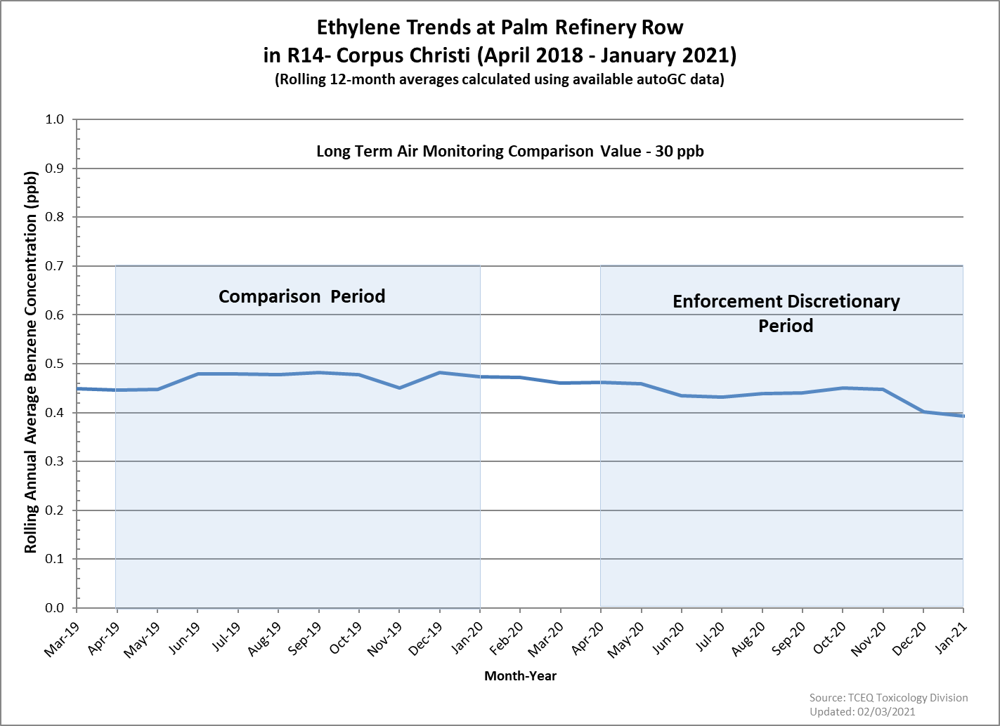 Ethylene Trends at Palm Refinery Row
in R14- Corpus Christi (April 2018 - January 2021)
(Rolling 12-month averages calculated using available autoGC data)
Rolling Annual Average Benzene Concentration (ppb)
1.0
0.9
0.8
0.7
0.6
0.5
0.4
0.3
0.2
0.1
0.0
Long Term Air Monitoring Comparison Value - 30 ppb
Comparison Period
Enforcement Discretionary
Period
Mar-19
Apr-19
May-19
Jun-19
Jul-19
Aug-19
Sep-19
Oct-19
Nov-19
Dec-19
Jan-20
Feb-20
Mar-20
Apr-20
May-20
Jun-20
Jul-20
Aug-20
Sep-20
Oct-20
Nov-20
Dec-20
Jan-21
Month-Year
Source: TCEQ Toxicology Division
Updated: 02/03/2021